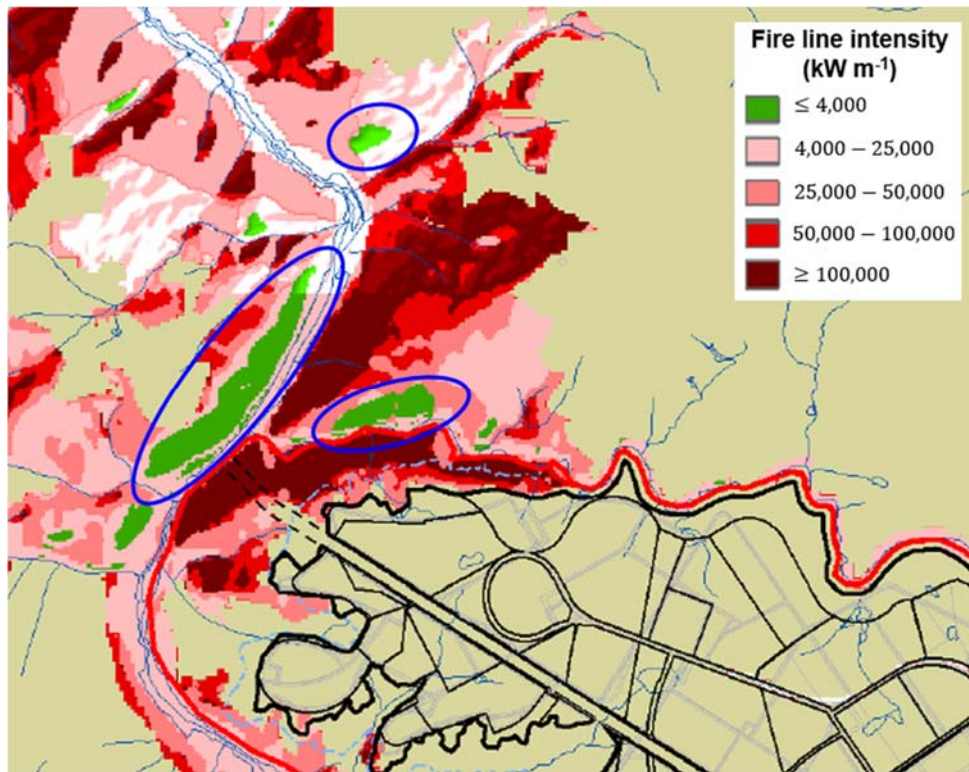 Fire line intensity
(kW m⁻¹)
≤ 4,000
4,000 – 25,000
25,000 – 50,000
50,000 – 100,000
≥ 100,000